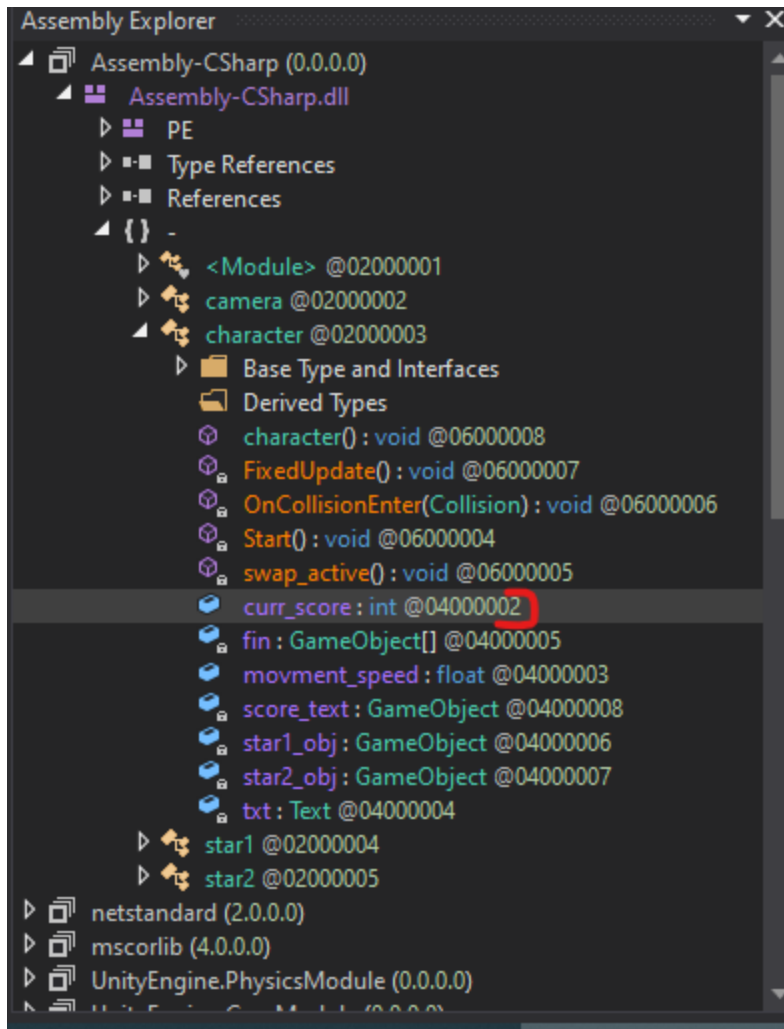 Assembly Explorer
Assembly-CSharp (0.0.0.0)
Assembly-CSharp.dll
PE
Type References
References
{ } -
<Module> @02000001
camera @02000002
character @02000003
Base Type and Interfaces
Derived Types
character() : void @06000008
FixedUpdate() : void @06000007
OnCollisionEnter(Collision) : void @06000006
Start() : void @06000004
swap_active() : void @06000005
curr_score : int @04000002
fin : GameObject[] @04000005
movment_speed : float @04000003
score_text : GameObject @04000008
star1_obj : GameObject @04000006
star2_obj : GameObject @04000007
txt : Text @04000004
star1 @02000004
star2 @02000005
netstandard (2.0.0.0)
mscorlib (4.0.0.0)
UnityEngine.PhysicsModule (0.0.0.0)